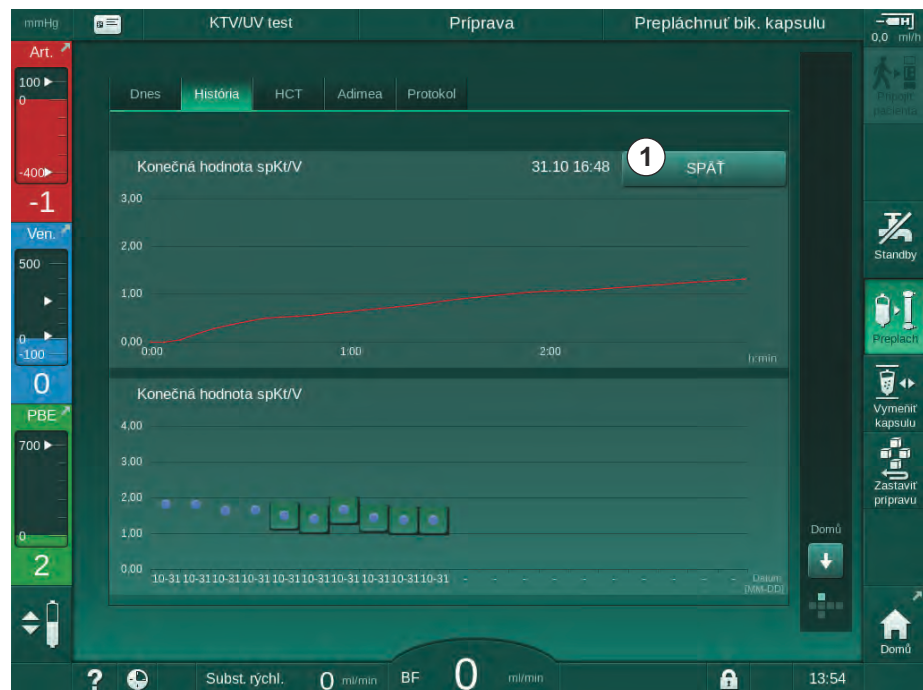 mmHg
KTV/UV test
Príprava
Prepláchnuť bik. kapsulu
0,0 ml/h
Art.
100
0
-400
-1
Ven.
500
0
-100
0
PBE
700
0
2
Dnes
História
HCT
Adimea
Protokol
Konečná hodnota spKt/V
31.10 16:48
1
SPÄŤ
3,00
2,00
1,00
0,00
0:00
1:00
2:00
h:min
Konečná hodnota spKt/V
4,00
3,00
2,00
1,00
0,00
10-31 10-31 10-31 10-31 10-31 10-31 10-31 10-31 10-31 10-31 - - - - - - - - - -
Datum
[MM-DD]
Pripojiť
pacienta
Standby
Preplach
Vymeniť
kapsulu
Zastaviť
prípravu
Domů
Domů
?
Subst. rýchl.
0 ml/min
BF
0
ml/min
13:54